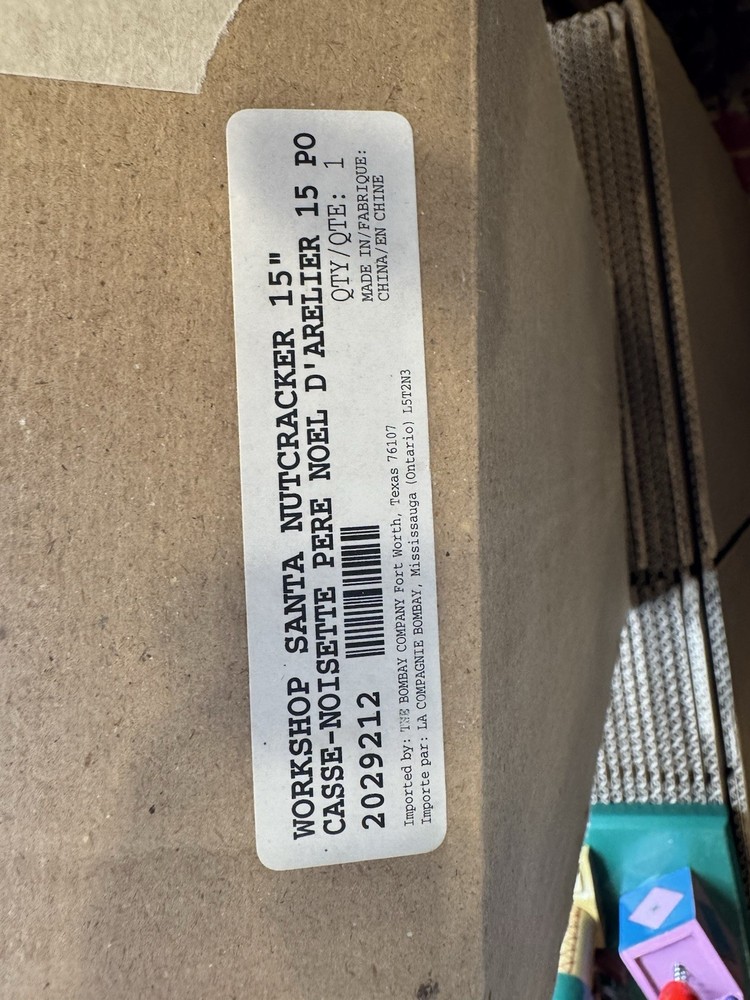 WORKSHOP SANTA NUTCRACKER 15"
CASSE-NOISETTE PERE NOEL D'ARELIER 15 PO
2029212
QTY/QTE: 1
MADE IN/FABRIQUE:
CHINA/EN CHINE
Imported by: THE BOMBAY COMPANY Fort Worth, Texas 76107
Importe par: LA COMPAGNIE BOMBAY, Mississauga (Ontario) L5T2N3